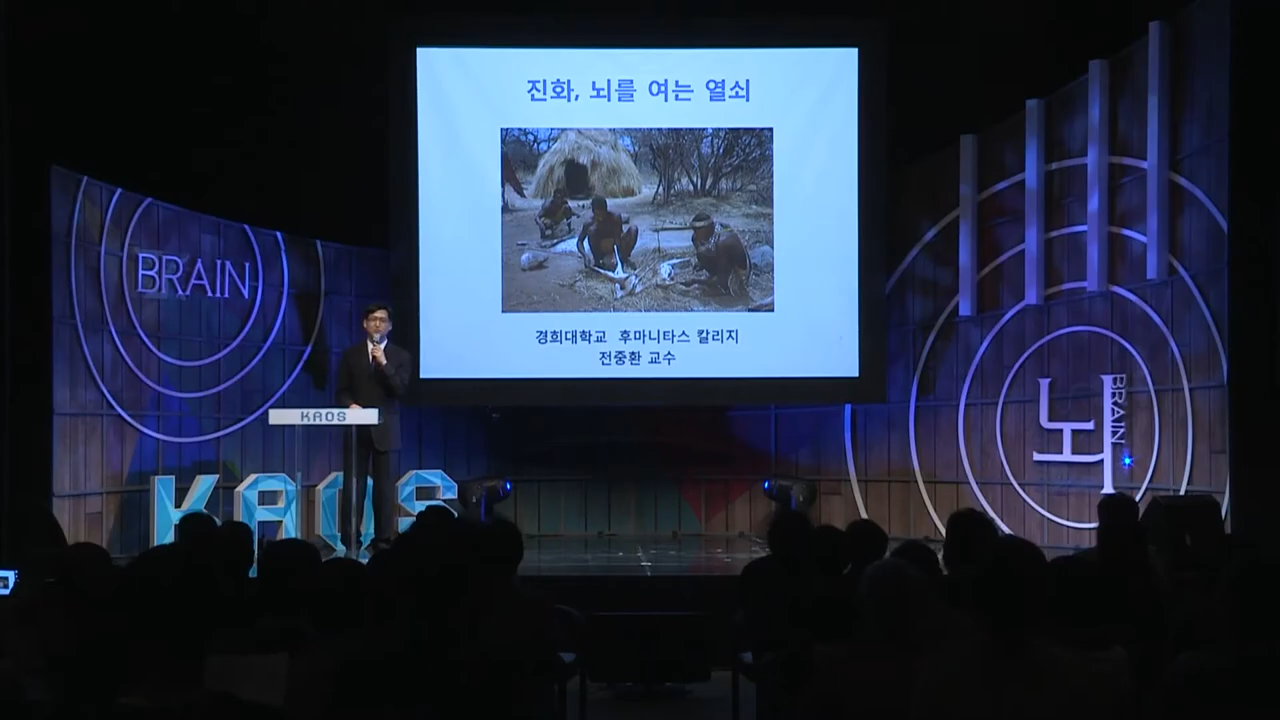 진화, 뇌를 여는 열쇠
경희대학교 후마니타스 칼리지
전중환 교수
BRAIN
KAOS
KAOS
뇌
BRAIN